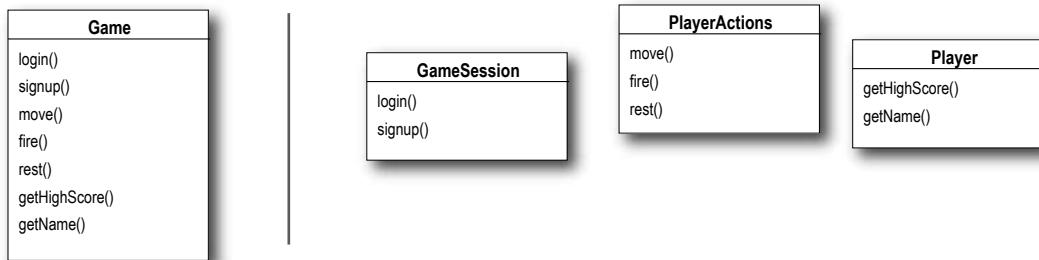 Game
login()
signup()
move()
fire()
rest()
getHighScore()
getName()
GameSession
login()
signup()
PlayerActions
move()
fire()
rest()
Player
getHighScore()
getName()